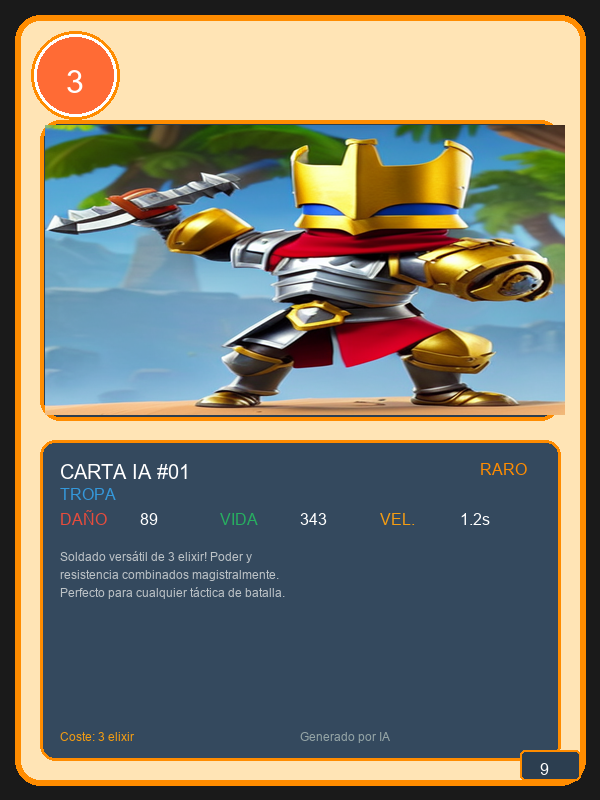 3
CARTA IA #01
RARO
TROPA
DAÑO 89 VIDA 343 VEL. 1.2s
Soldado versátil de 3 elixir! Poder y
resistencia combinados magistralmente.
Perfecto para cualquier táctica de batalla.
Coste: 3 elixir Generado por IA
9